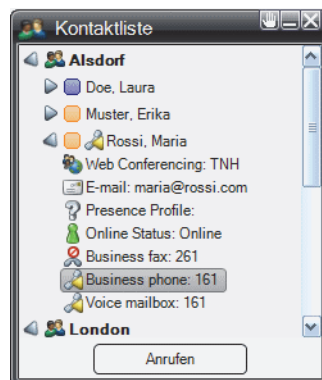 Kontaktliste
Alsdorf
Doe, Laura
Muster, Erika
Rossi, Maria
Web Conferencing: TNH
E-mail: maria@rossi.com
Presence Profile:
Online Status: Online
Business fax: 261
Business phone: 161
Voice mailbox: 161
London
Anrufen